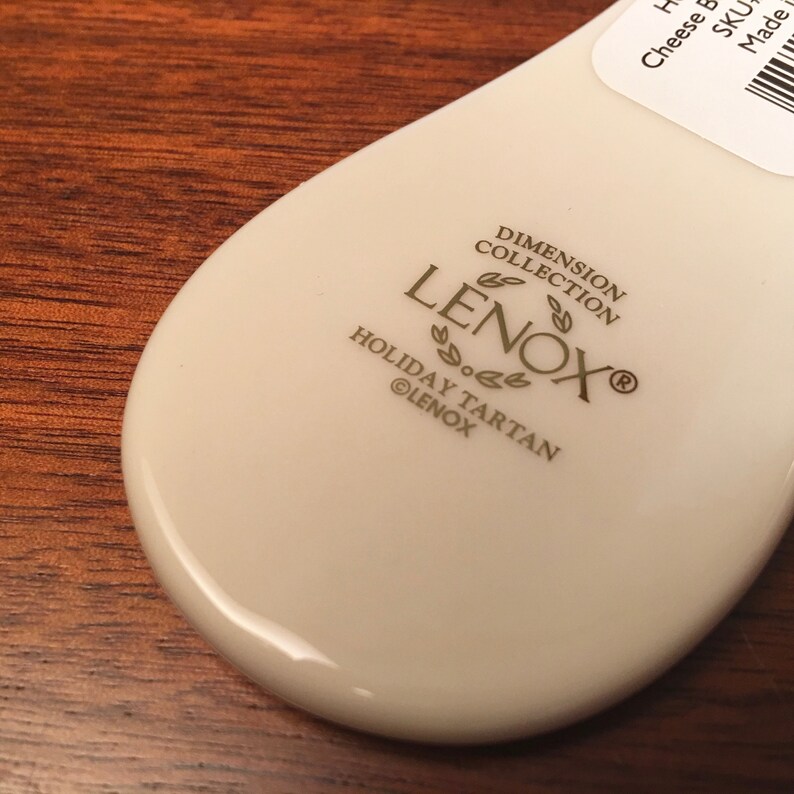 Cheese
SKU
Made
DIMENSION
COLLECTION
LENOX®
HOLIDAY TARTAN
©LENOX